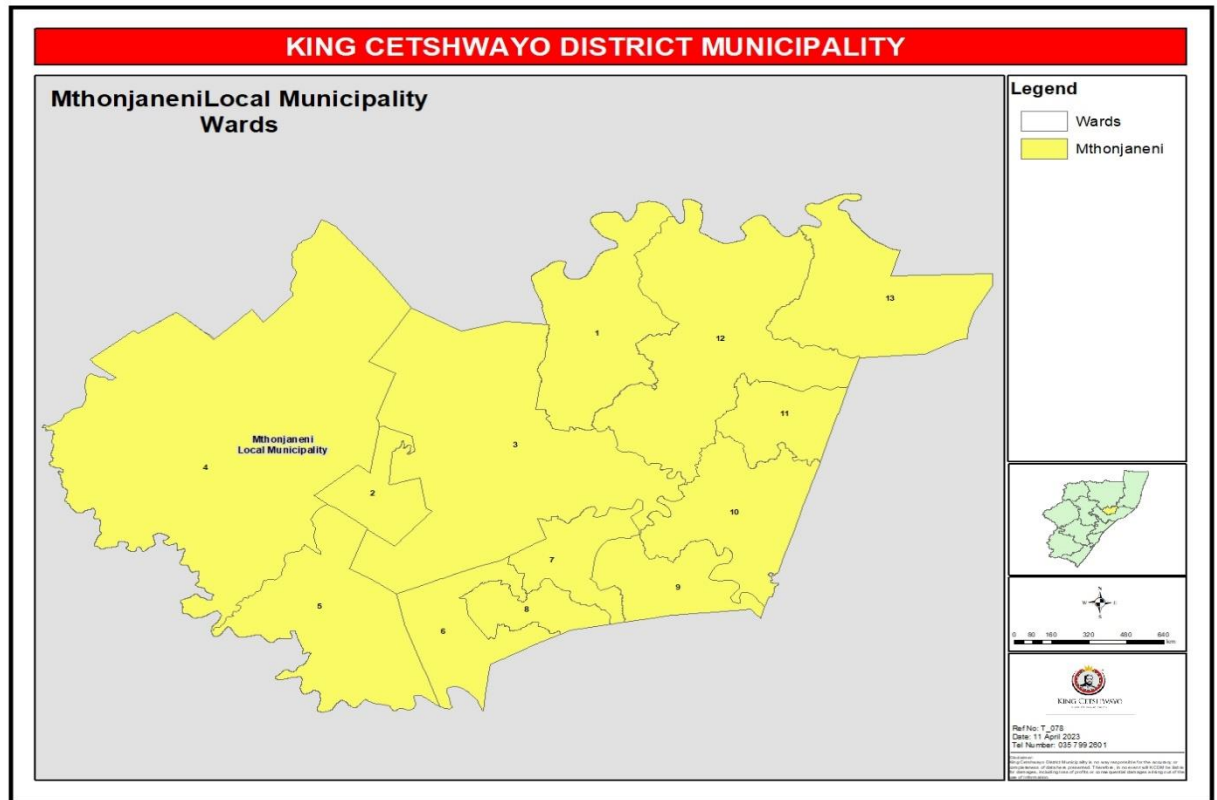 KING CETSHWAYO DISTRICT MUNICIPALITY
MthonjaneniLocal Municipality
Wards
Legend
Wards
Mthonjaneni
13
1
12
11
3
Mthonjaneni
Local Municipality
4
2
10
7
9
5
8
6
N
W E
S
0 80 160 320 480 640
KING CETSHWAYO
Ref No: T_078
Date: 11 April 2023
Tel Number: 035 799 2601